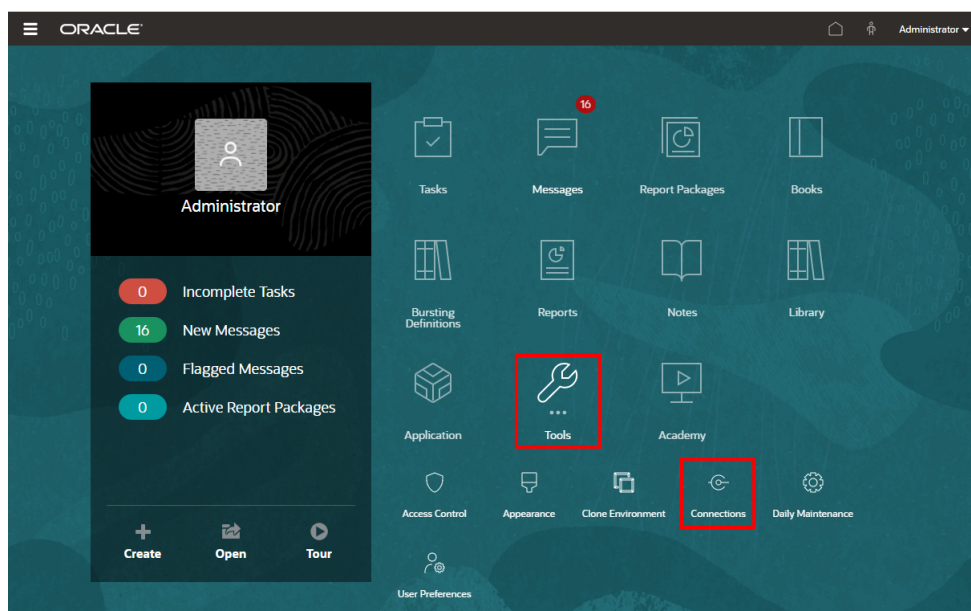 ORACLE
Administrator
Administrator
0 Incomplete Tasks
16 New Messages
0 Flagged Messages
0 Active Report Packages
Create Open Tour
16
Tasks Messages Report Packages Books
Bursting
Definitions Reports Notes Library
Application Tools Academy
Access Control Appearance Clone Environment Connections Daily Maintenance
User Preferences